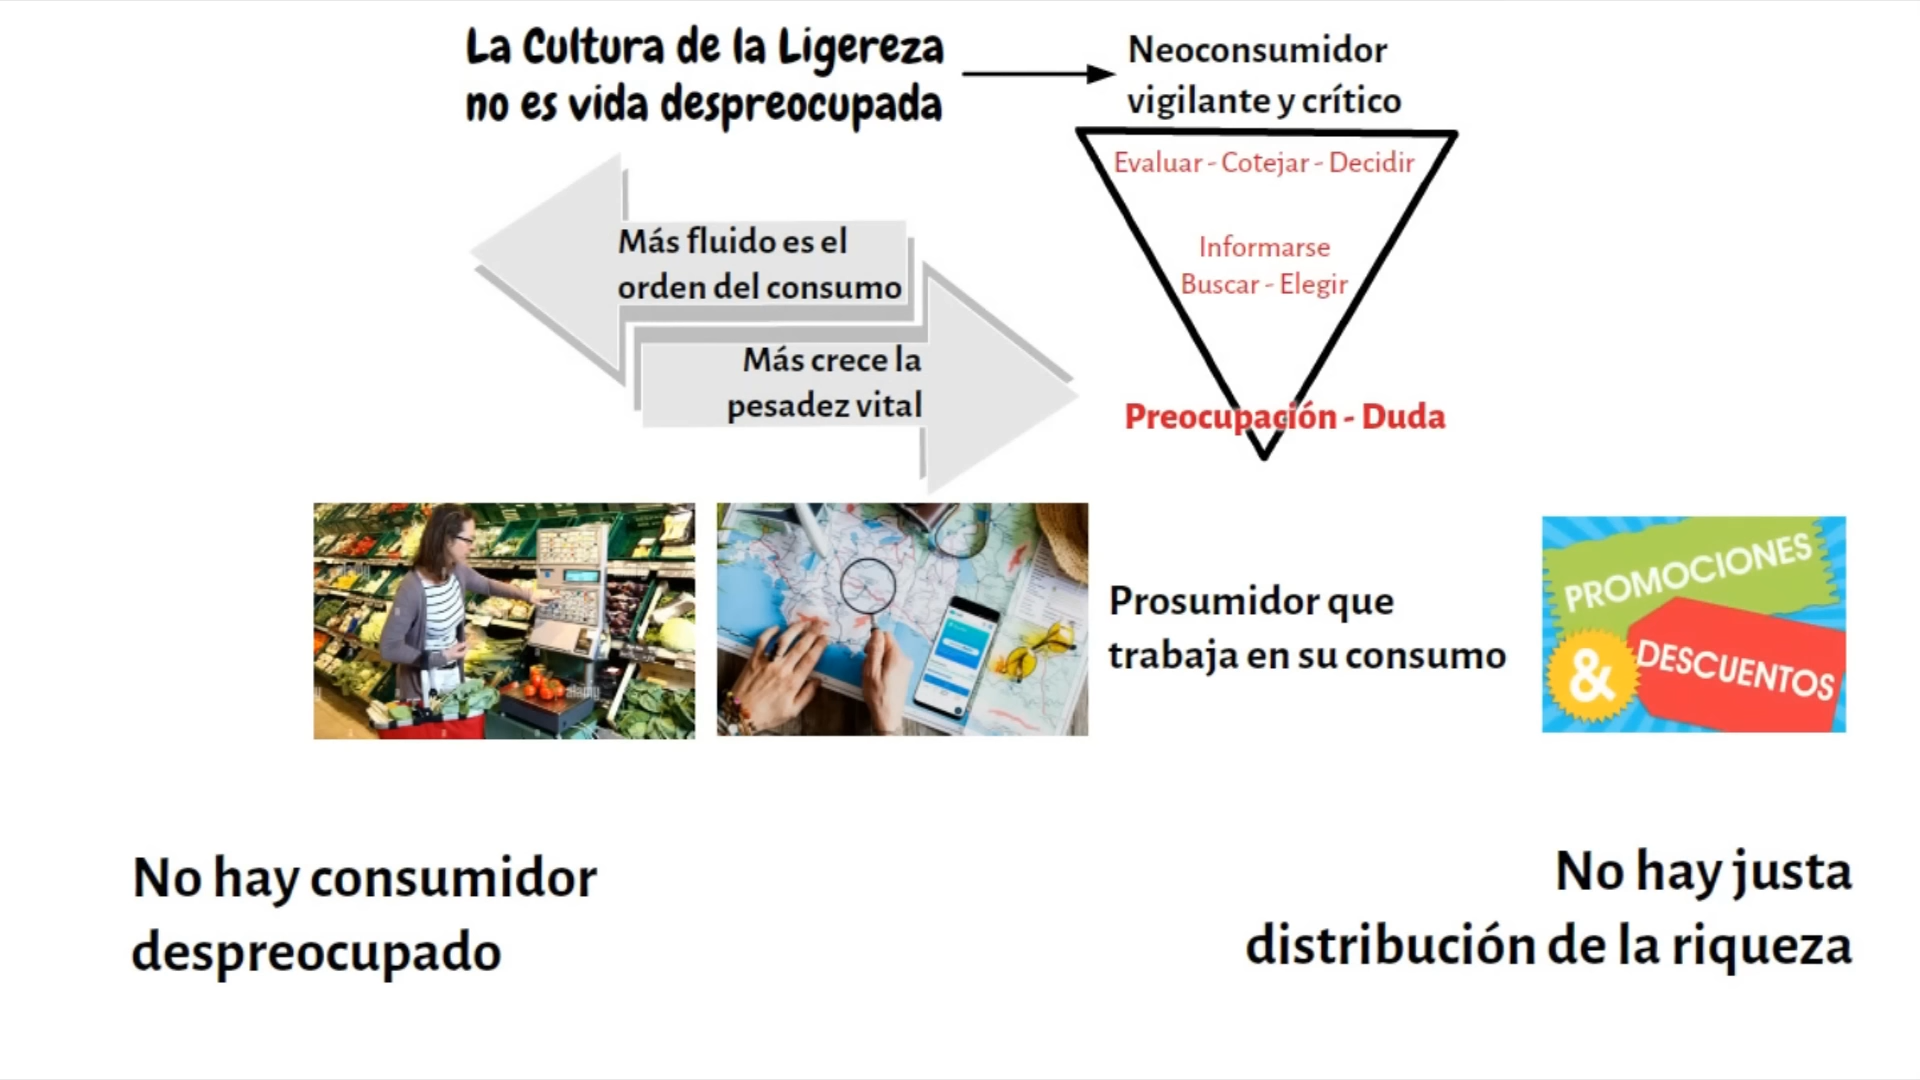 La Cultura de la Ligereza
no es vida despreocupada
Neoconsumidor
vigilante y crítico
Evaluar - Cotejar - Decidir
Informarse
Buscar - Elegir
Preocupación - Duda
Más fluido es el
orden del consumo
Más crece la
pesadez vital
alamy
Prosumidor que
trabaja en su consumo
PROMOCIONES
&
DESCUENTOS
No hay consumidor
despreocupado
No hay justa
distribución de la riqueza